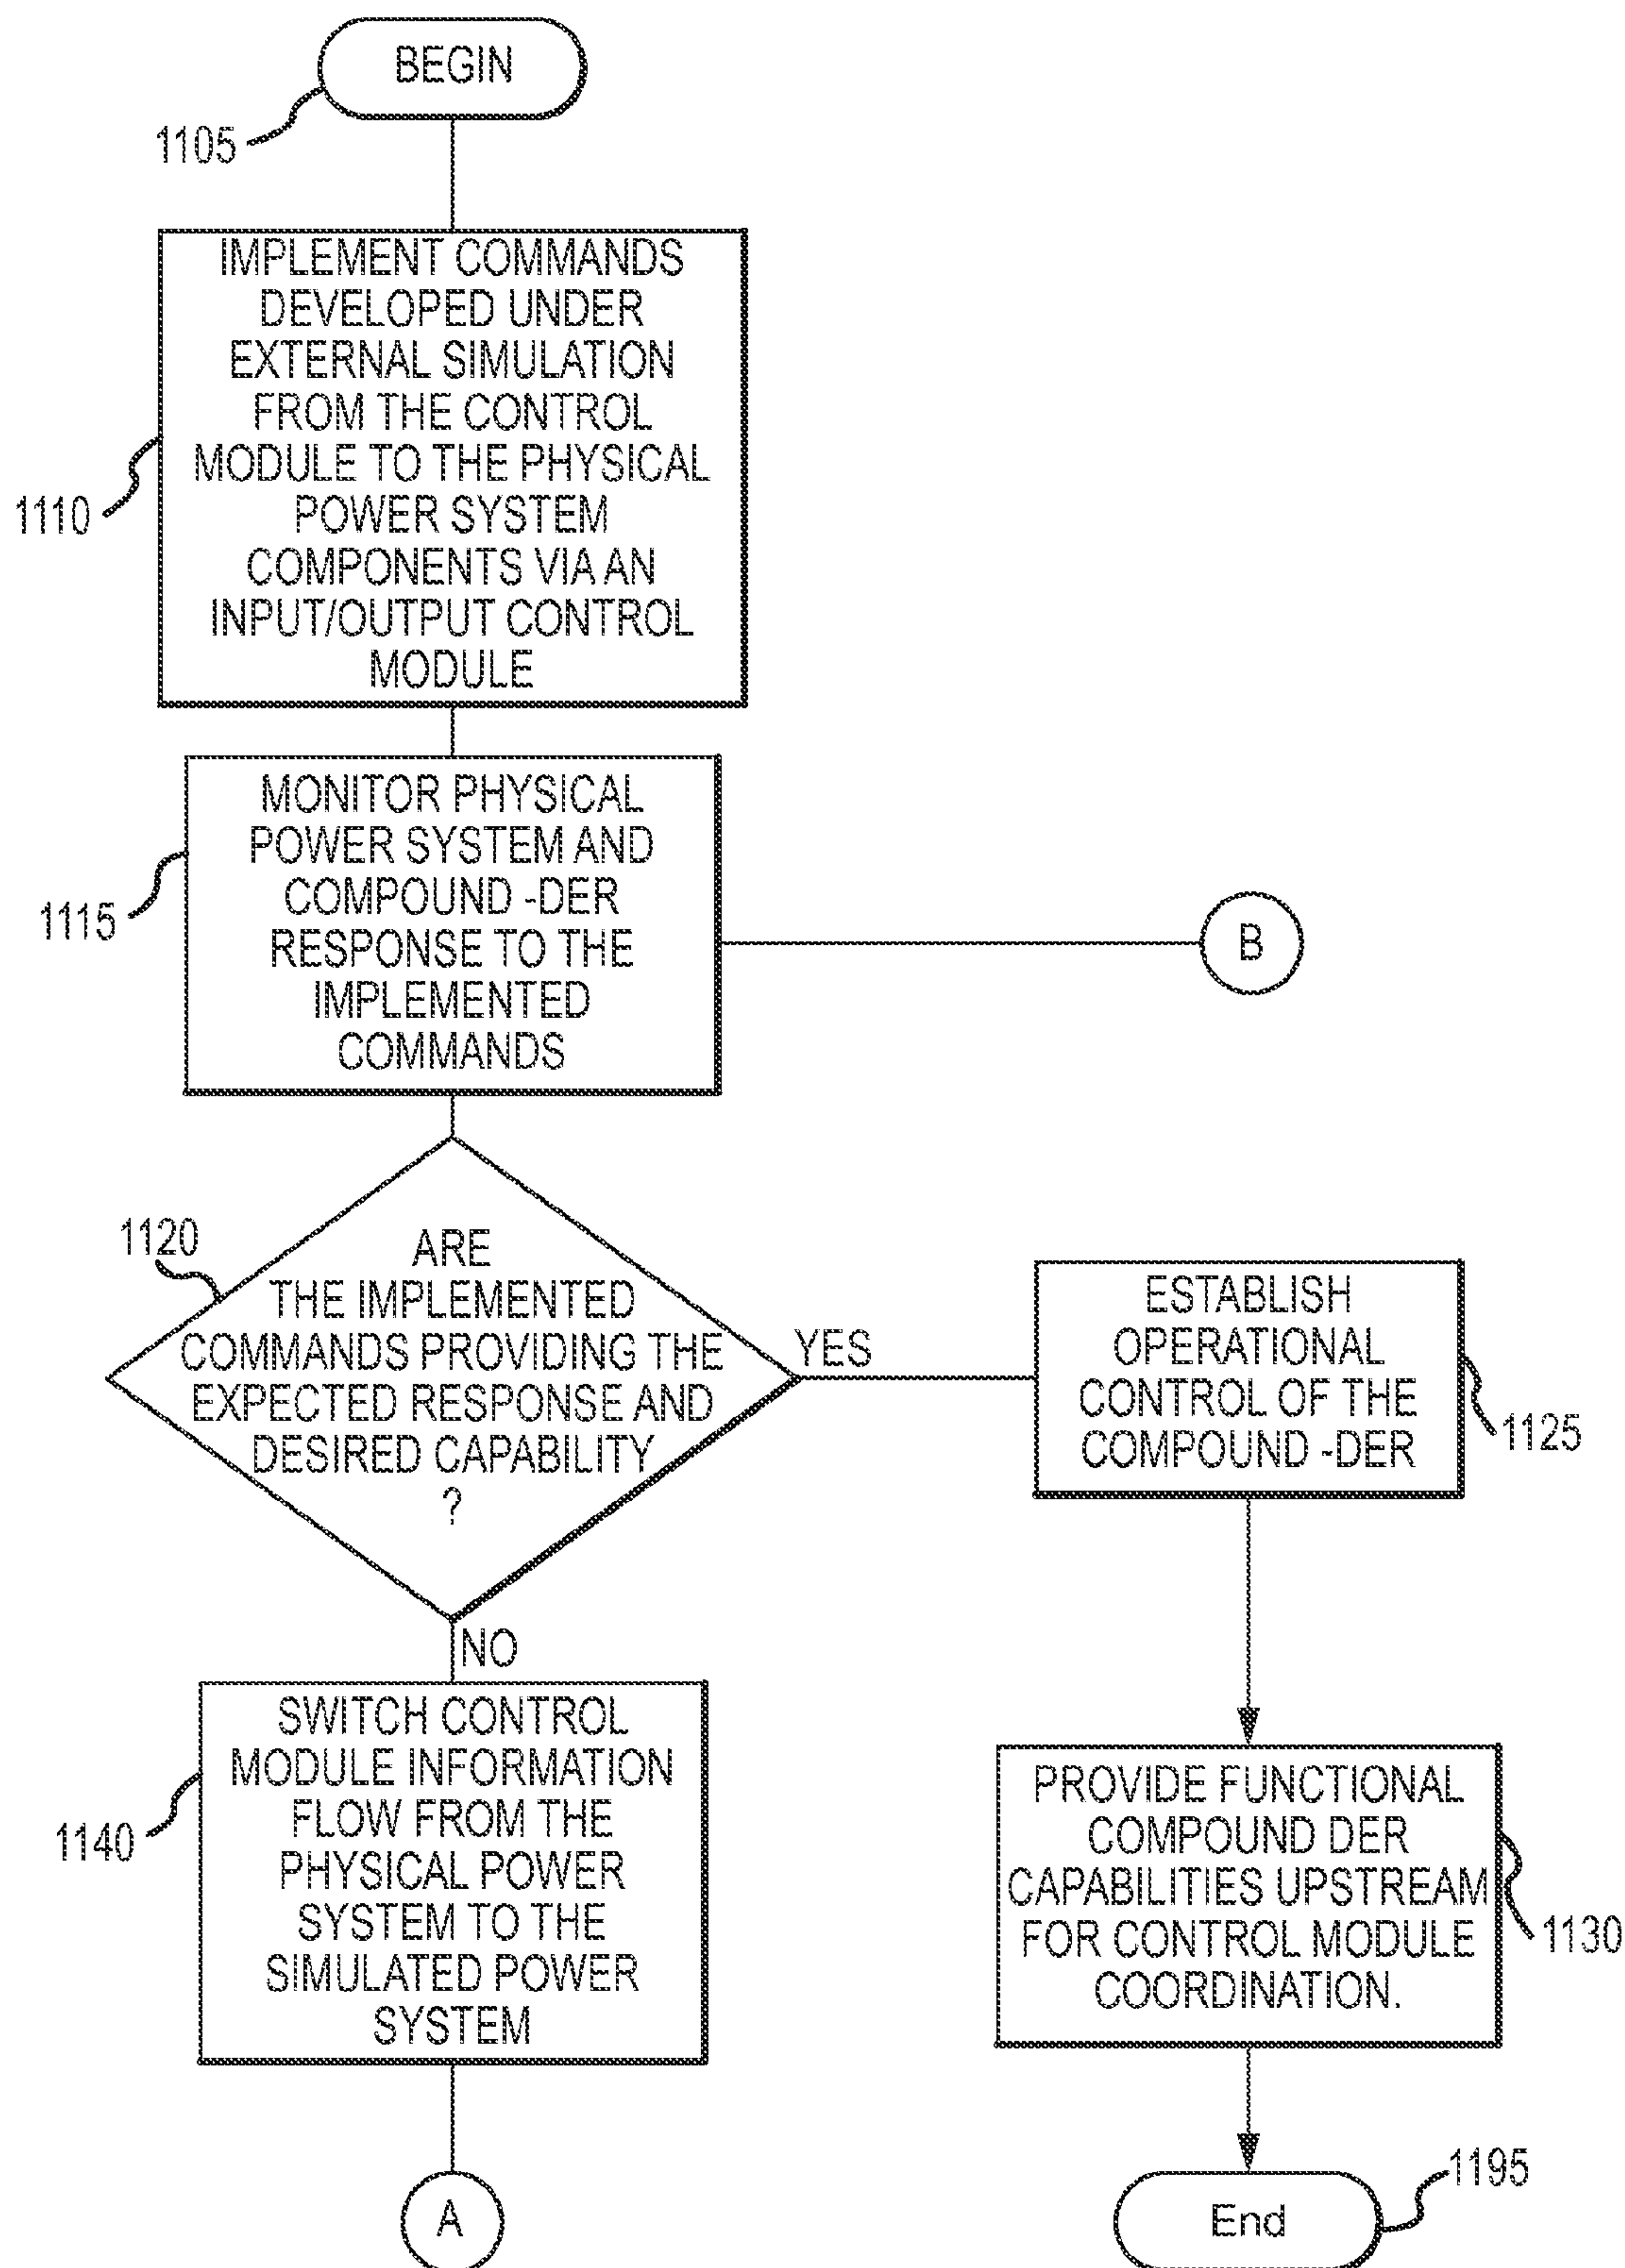 BEGIN
1105
IMPLEMENT COMMANDS
DEVELOPED UNDER
EXTERNAL SIMULATION
FROM THE CONTROL
MODULE TO THE PHYSICAL
POWER SYSTEM
COMPONENTS VIA AN
INPUT/OUTPUT CONTROL
MODULE
1110
MONITOR PHYSICAL
POWER SYSTEM AND
COMPOUND -DER
RESPONSE TO THE
IMPLEMENTED
COMMANDS
1115
B
1120
ARE
THE IMPLEMENTED
COMMANDS PROVIDING THE
EXPECTED RESPONSE AND
DESIRED CAPABILITY
?
YES
ESTABLISH
OPERATIONAL
CONTROL OF THE
COMPOUND -DER
1125
NO
SWITCH CONTROL
MODULE INFORMATION
FLOW FROM THE
PHYSICAL POWER
SYSTEM TO THE
SIMULATED POWER
SYSTEM
1140
PROVIDE FUNCTIONAL
COMPOUND DER
CAPABILITIES UPSTREAM
FOR CONTROL MODULE
COORDINATION.
1130
A
End
1195